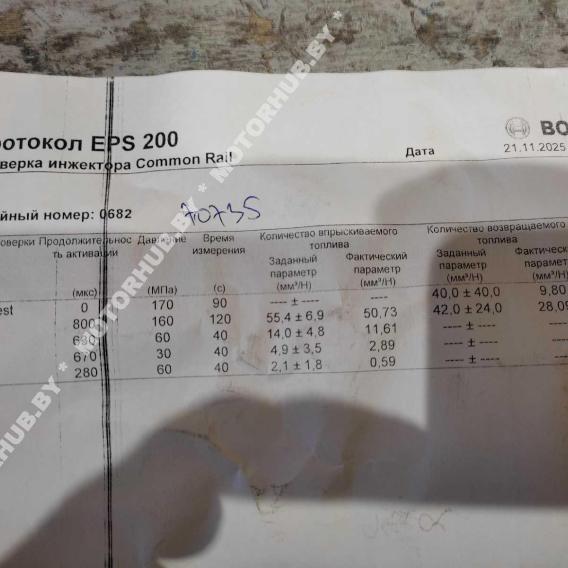 ротокол EPS 200
BO
верка инжектора Common Rail
Дата
21.11.2025
йный номер: 0682
70735
оверки Продолжительнос Давление Время Количество впрыскиваемого Количество возвращаемого
ть активации измерения топлива топлива
Заданный Фактический Заданный Фактическ
параметр параметр параметр парамет
(мкс) (МПа) (с) (мм³/H) (мм³/H) (мм³/H) (мм³/H)
est 0 170 90 ---- ± ---- ---- 40,0 ± 40,0 9,80
800 160 120 55,4 ± 6,9 50,73 42,0 ± 24,0 28,09
60 40 14,0 ± 4,8 11,61 ---- ± ----
670 30 40 4,9 ± 3,5 2,89 ---- ± ----
280 60 40 2,1 ± 1,8 0,59 ---- ± ----
MOTORHUB.BY * MOTORHUB.BY * MOTORHUB.BY